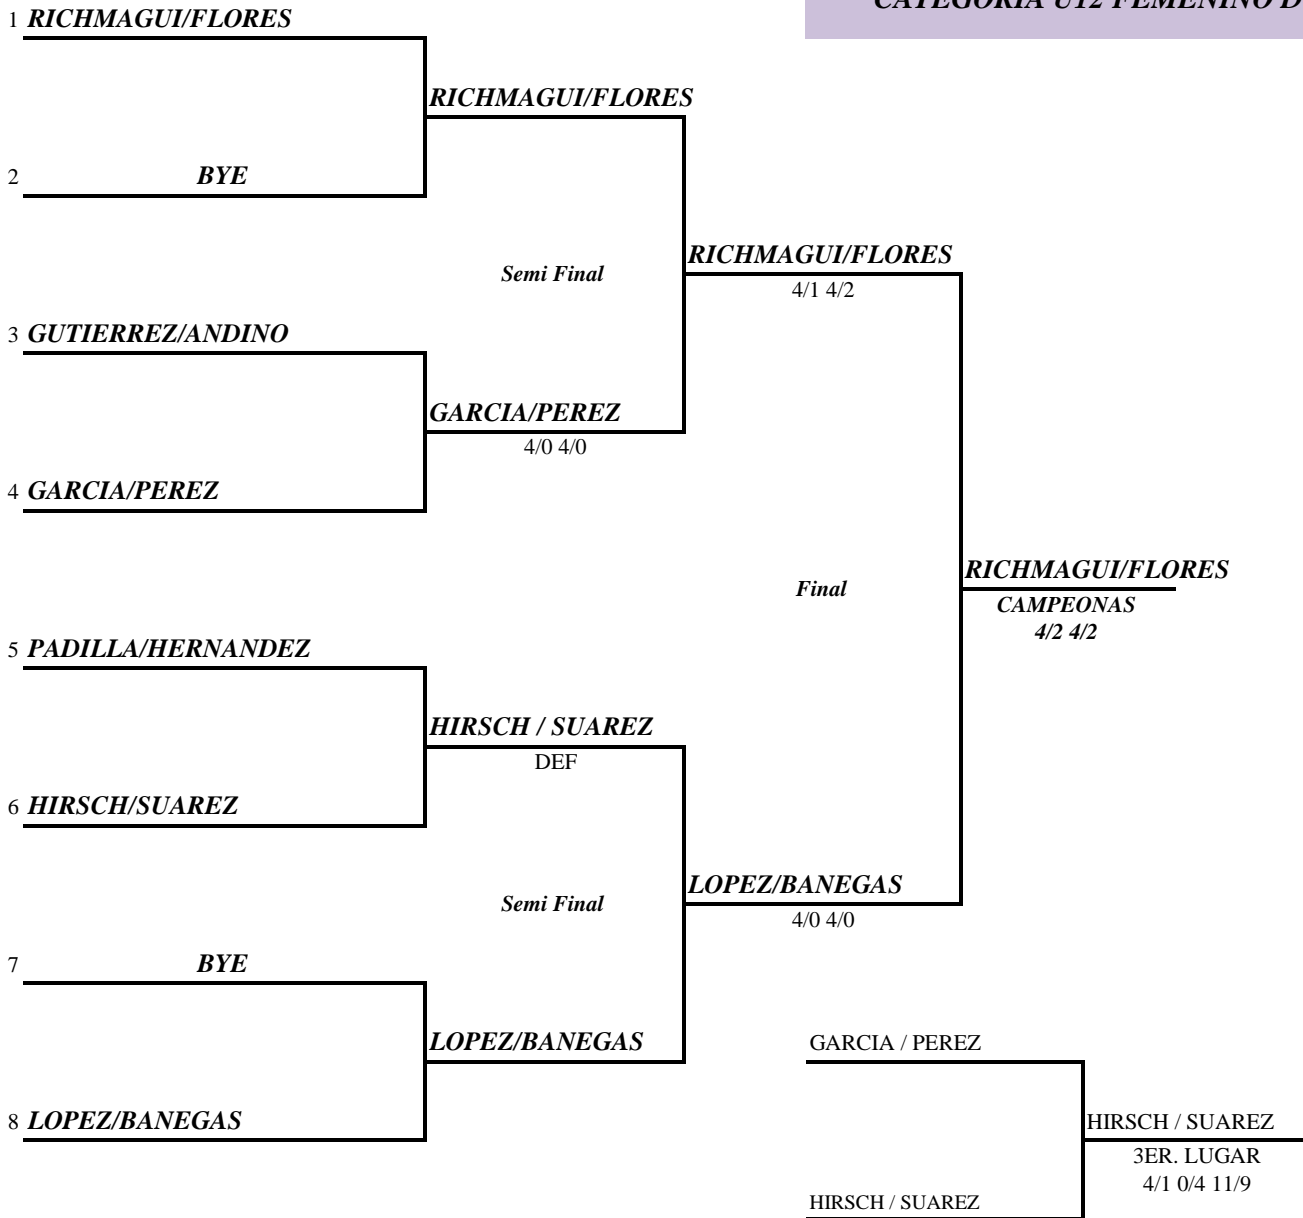 CATEGORIA U12 FEMENINO D
1 RICHMAGUI/FLORES
RICHMAGUI/FLORES
2 BYE
RICHMAGUI/FLORES
Semi Final
4/1 4/2
3 GUTIERREZ/ANDINO
GARCIA/PEREZ
4/0 4/0
4 GARCIA/PEREZ
RICHMAGUI/FLORES
Final
CAMPEONAS
4/2 4/2
5 PADILLA/HERNANDEZ
HIRSCH / SUAREZ
DEF
6 HIRSCH/SUAREZ
LOPEZ/BANEGAS
Semi Final
4/0 4/0
7 BYE
LOPEZ/BANEGAS
GARCIA / PEREZ
8 LOPEZ/BANEGAS
HIRSCH / SUAREZ
3ER. LUGAR
4/1 0/4 11/9
HIRSCH / SUAREZ